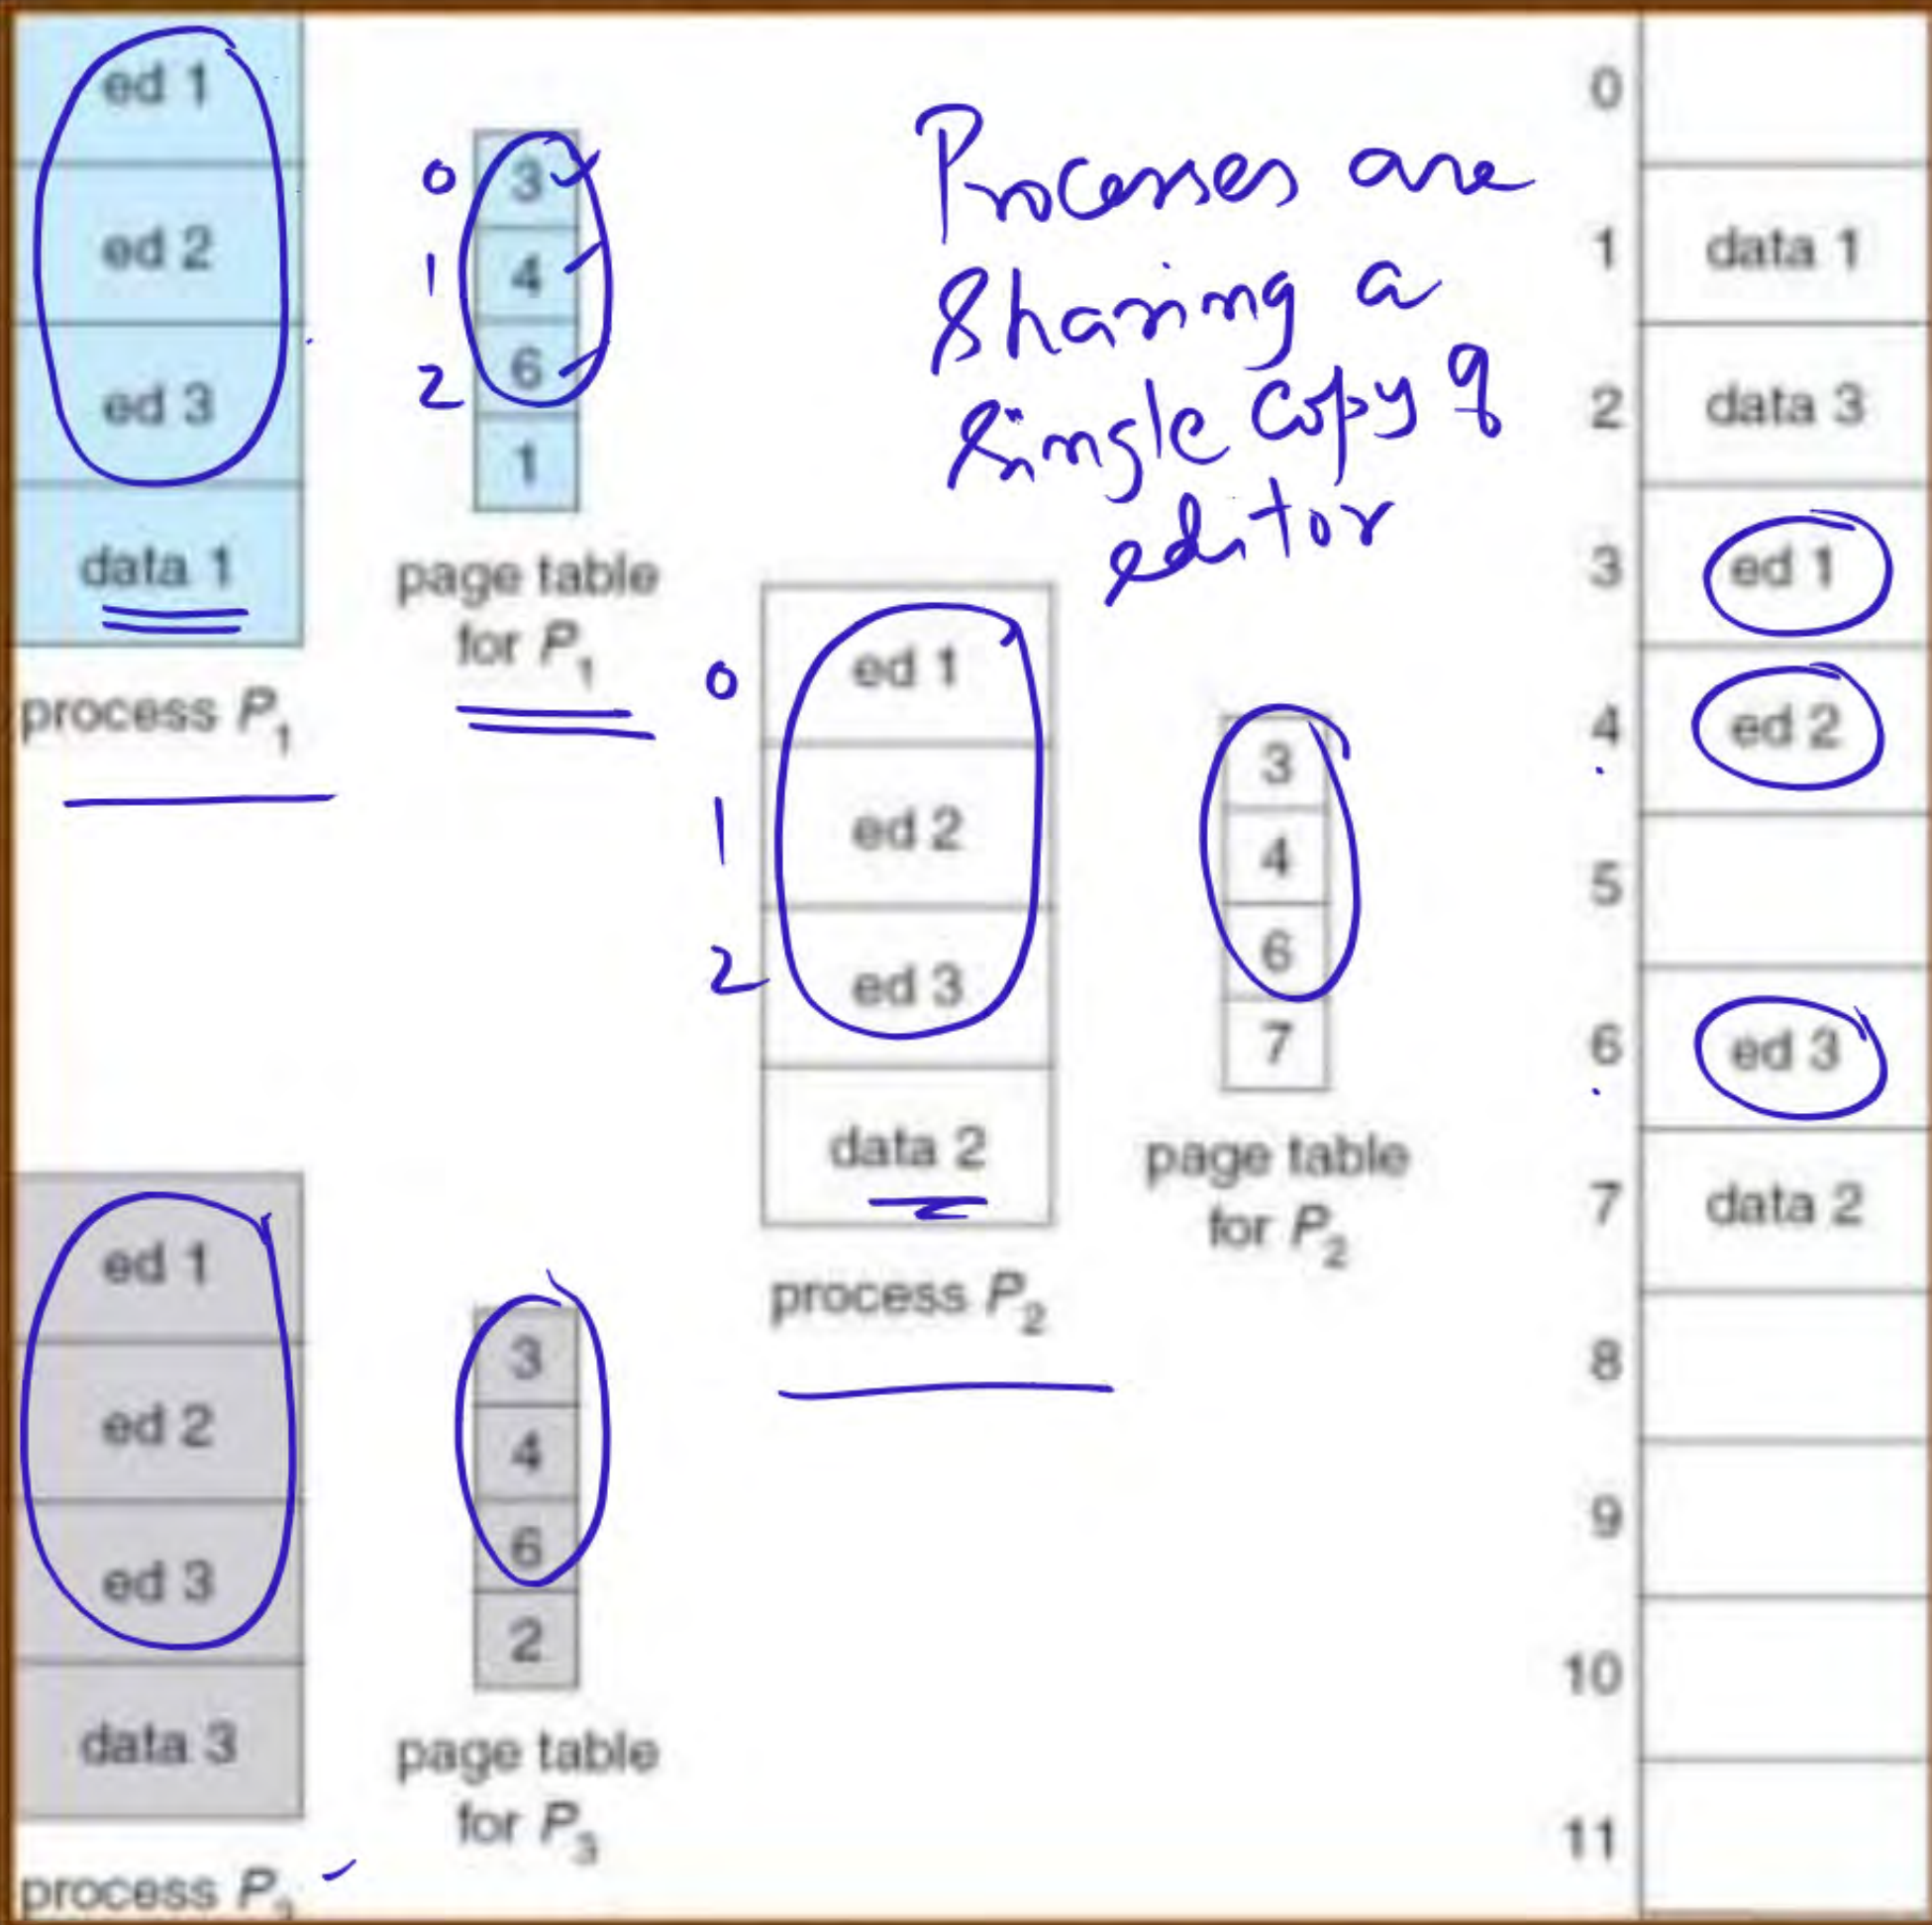 ed 1
ed 2
ed 3
data 1
process P1
0 3
1 4
2 6
1
page table
for P1
Processes are
Sharing a
Single copy of
editor
0 ed 1
1 ed 2
2 ed 3
data 2
process P2
3
4
6
7
page table
for P2
ed 1
ed 2
ed 3
data 3
process P3
3
4
6
2
page table
for P3
0
1 data 1
2 data 3
3 ed 1
4 ed 2
5
6 ed 3
7 data 2
8
9
10
11